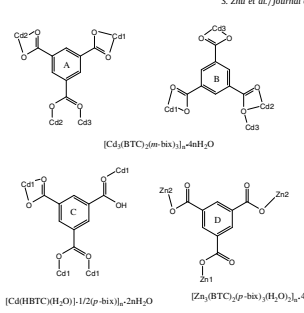 S. Zhu et al. / Journal
Cd2 O O O O Cd1
A
O O O O
Cd2 Cd3
Cd3
O O
B
O O O O
Cd1 Cd2
Cd3
[Cd3(BTC)2(m-bix)3]n·4nH2O
Cd1 O O O O Cd1
C OH
O O
Cd1 Cd1
Zn2 O O O O Zn2
D
O O
Zn1
[Cd(HBTC)(H2O)]·1/2(p-bix)]n·2nH2O
[Zn3(BTC)2(p-bix)3(H2O)2]n·4